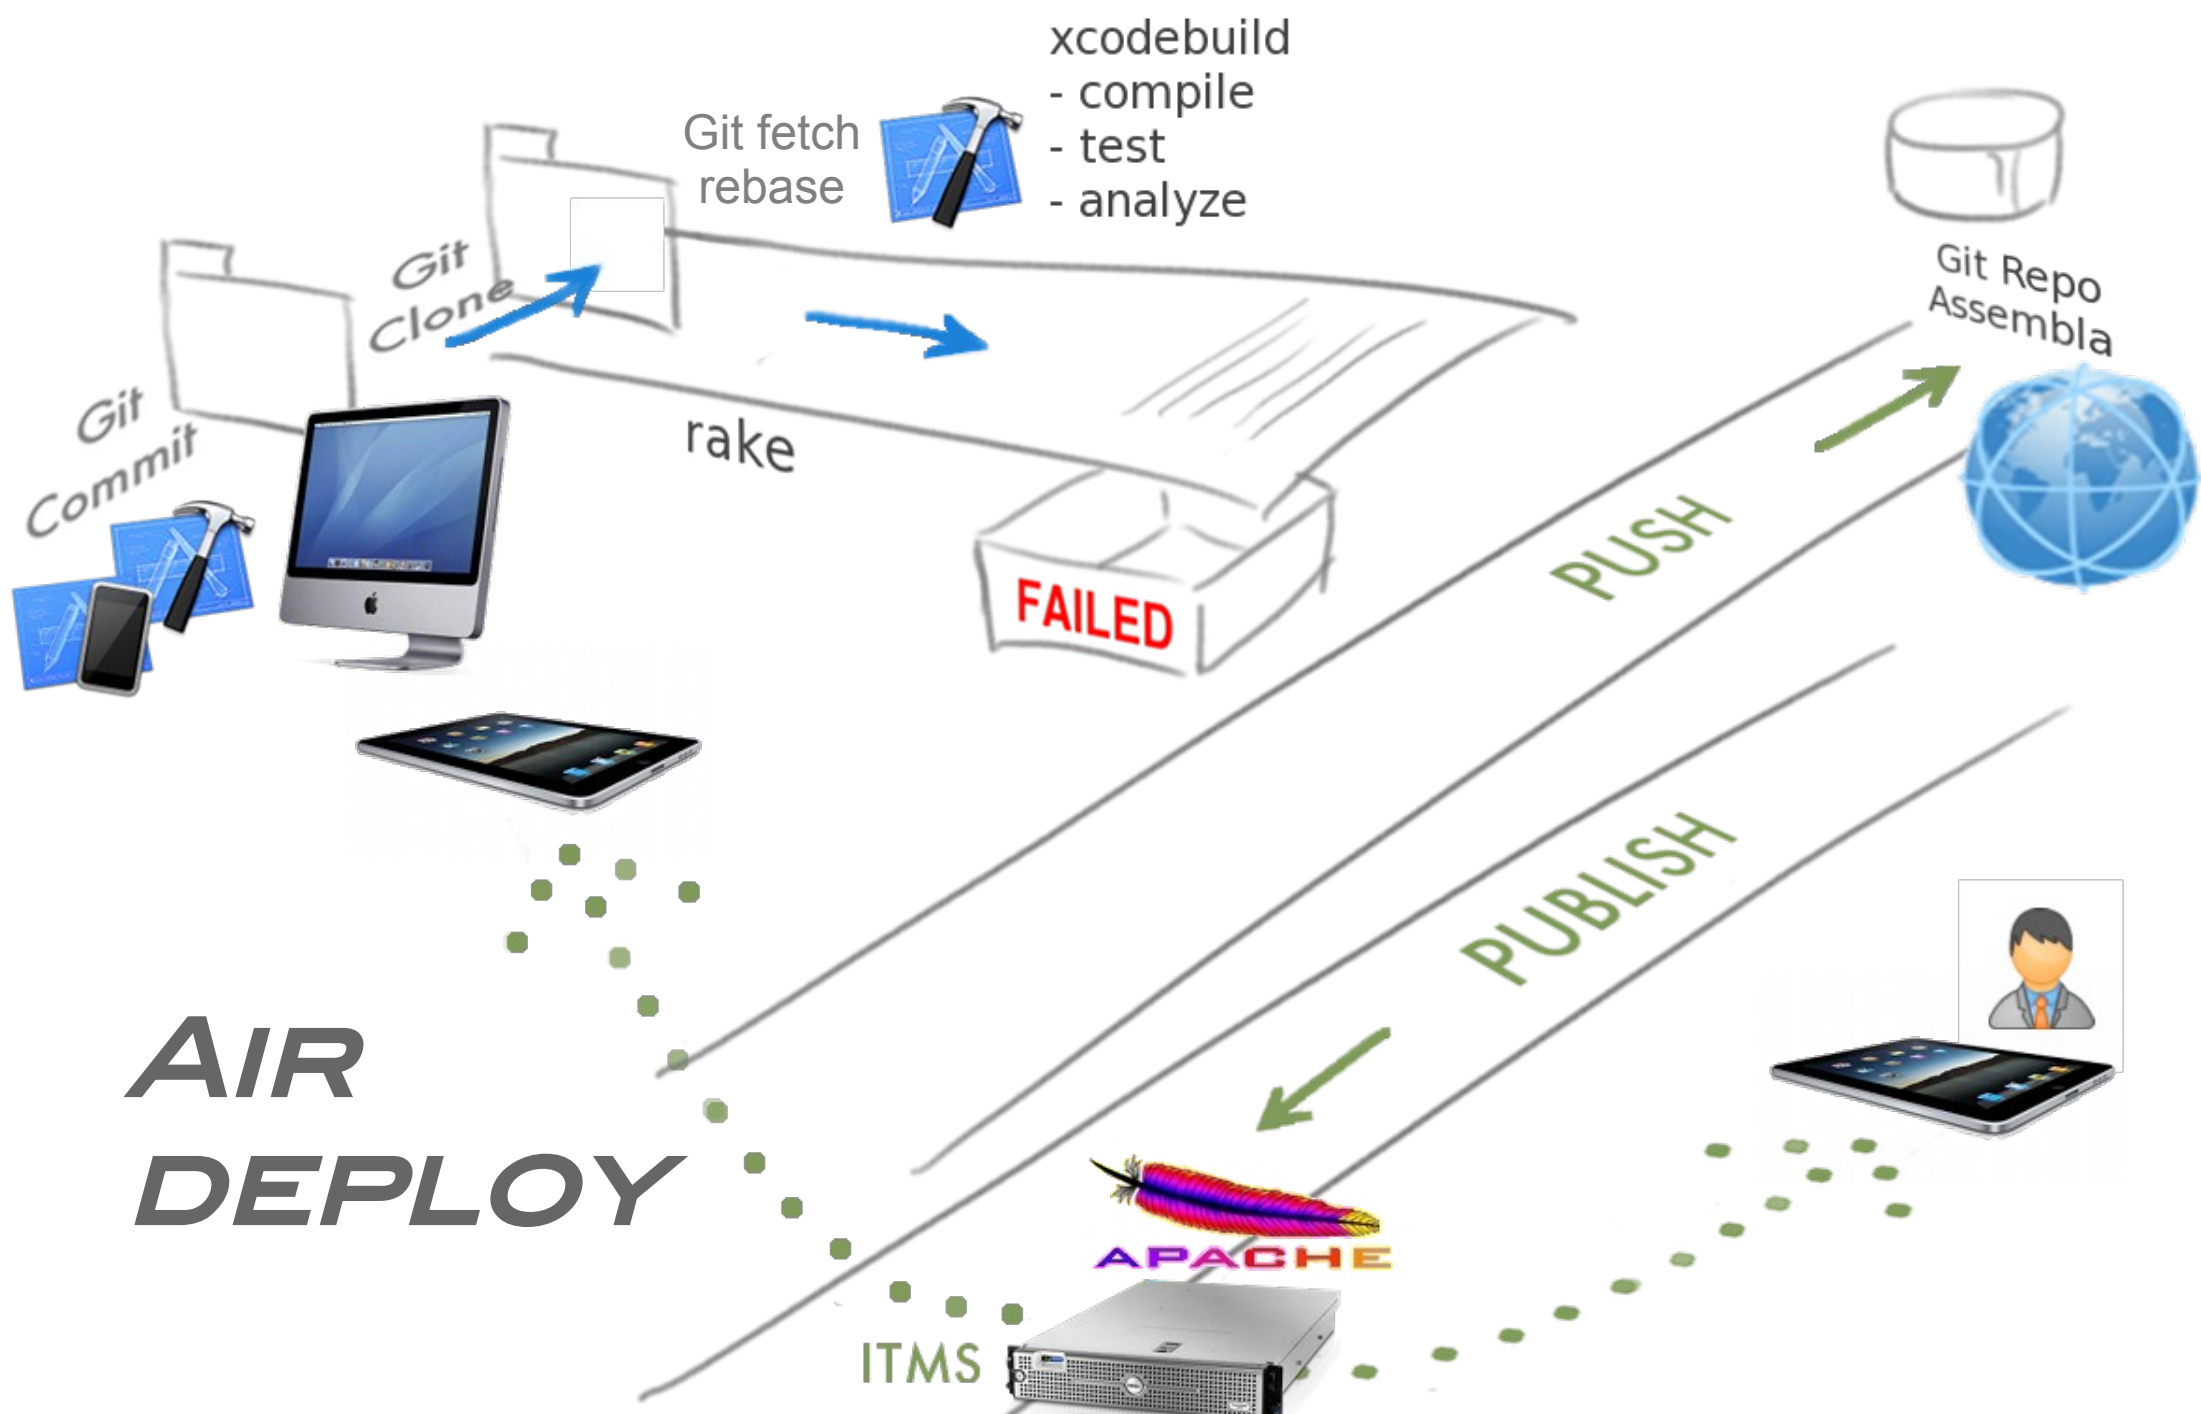 xcodebuild
- compile
- test
- analyze
Git fetch
rebase
Git
Clone
Git
Commit
rake
FAILED
Git Repo
Assembla
PUSH
PUBLISH
AIR
DEPLOY
APACHE
ITMS